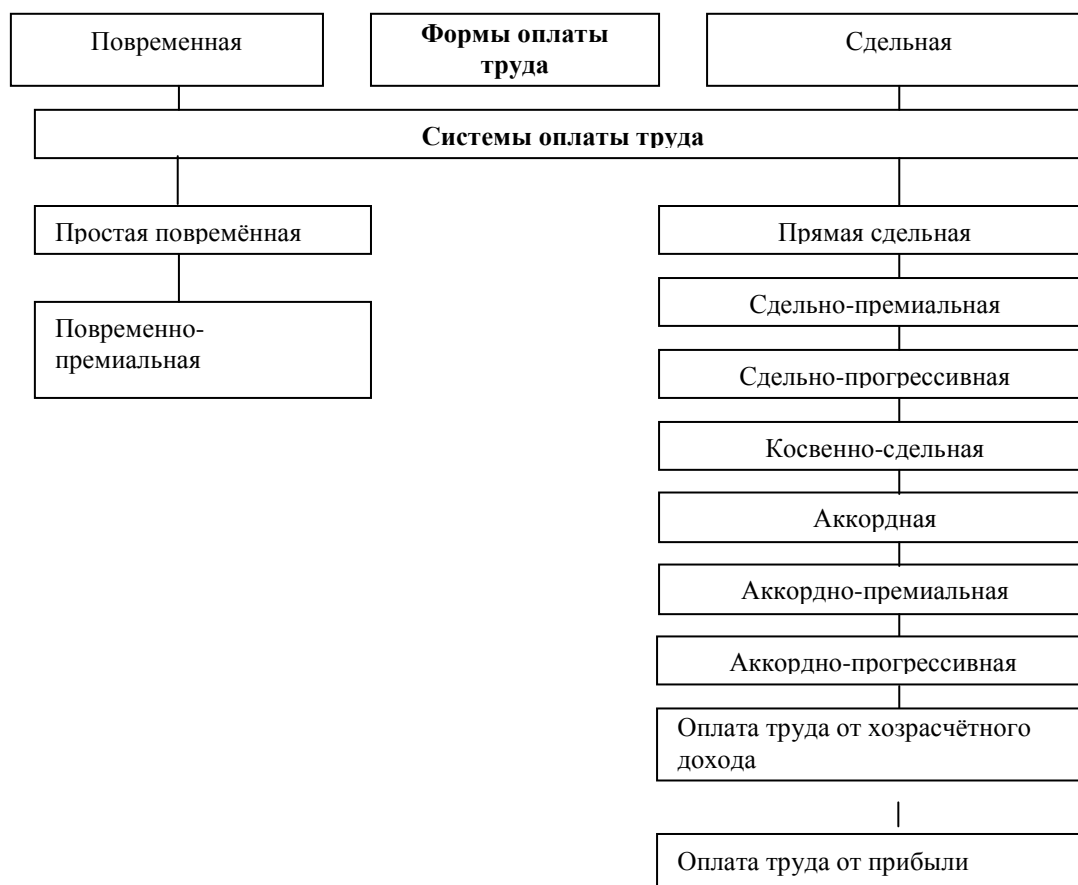 Повременная
Формы оплаты
труда
Сдельная
Системы оплаты труда
Простая повремённая
Повременно-
премиальная
Прямая сдельная
Сдельно-премиальная
Сдельно-прогрессивная
Косвенно-сдельная
Аккордная
Аккордно-премиальная
Аккордно-прогрессивная
Оплата труда от хозрасчётного
дохода
Оплата труда от прибыли